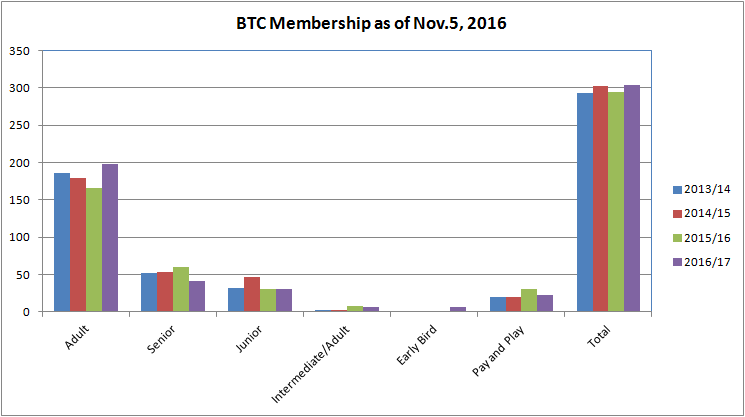 BTC Membership as of Nov.5, 2016
350
300
250
200
150
100
50
0
Adult
Senior
Junior
Intermediate/Adult
Early Bird
Pay and Play
Total
2013/14
2014/15
2015/16
2016/17